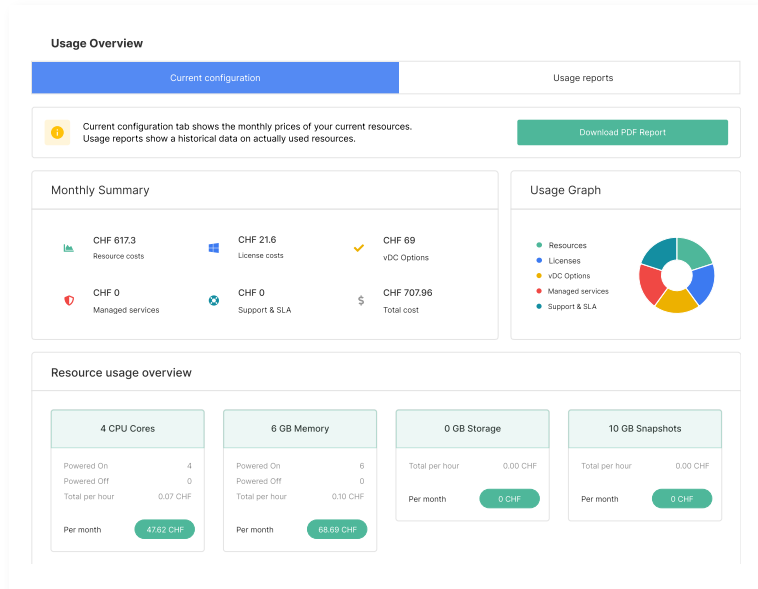 Usage Overview
Current configuration
Usage reports
Current configuration tab shows the monthly prices of your current resources.
Usage reports show a historical data on actually used resources.
Download PDF Report
Monthly Summary
CHF 617.3
Resource costs
CHF 21.6
License costs
CHF 69
vDC Options
CHF 0
Managed services
CHF 0
Support & SLA
$
CHF 707.96
Total cost
Usage Graph
Resources
Licenses
vDC Options
Managed services
Support & SLA
Resource usage overview
4 CPU Cores
Powered On 4
Powered Off 0
Total per hour 0.07 CHF
Per month 47.62 CHF
6 GB Memory
Powered On 6
Powered Off 0
Total per hour 0.10 CHF
Per month 68.69 CHF
0 GB Storage
Total per hour 0.00 CHF
Per month 0 CHF
10 GB Snapshots
Total per hour 0.00 CHF
Per month 0 CHF